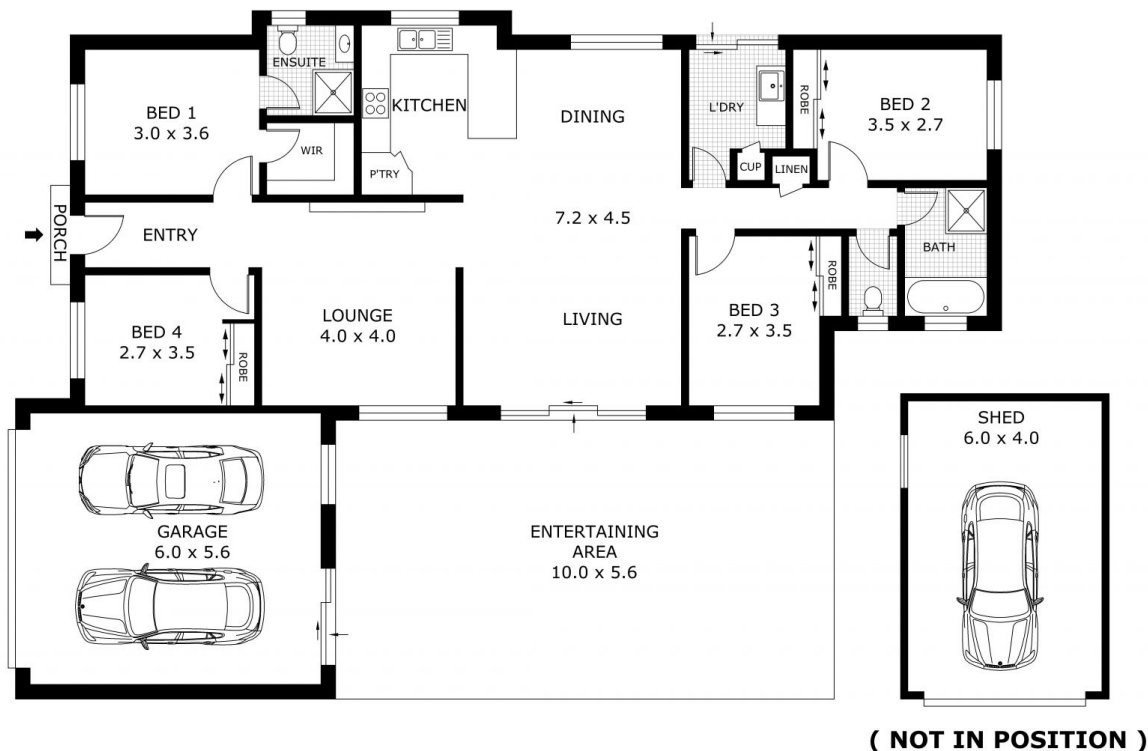 ENSUITE
BED 1
3.0 x 3.6
WIR
KITCHEN
P'TRY
DINING
L'DRY
CUP
LINEN
ROBE
BED 2
3.5 x 2.7
PORCH
ENTRY
7.2 x 4.5
BATH
BED 4
2.7 x 3.5
ROBE
LOUNGE
4.0 x 4.0
LIVING
BED 3
2.7 x 3.5
ROBE
GARAGE
6.0 x 5.6
ENTERTAINING
AREA
10.0 x 5.6
SHED
6.0 x 4.0
( NOT IN POSITION )